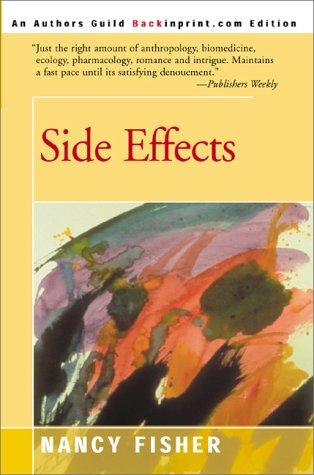 An Authors Guild Backinprint.com Edition
"Just the right amount of anthropology, biomedicine,
ecology, pharmacology, romance and intrigue. Maintains
a fast pace until its satisfying denouement."
—Publishers Weekly
Side Effects
NANCY FISHER